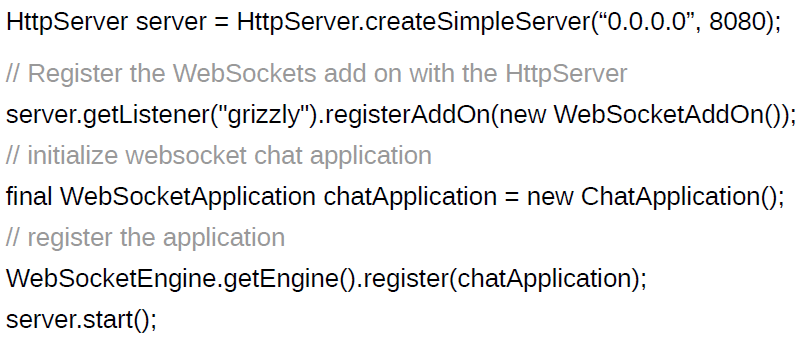 HttpServer server = HttpServer.createSimpleServer(“0.0.0.0”, 8080);
// Register the WebSockets add on with the HttpServer
server.getListener("grizzly").registerAddOn(new WebSocketAddOn());
// initialize websocket chat application
final WebSocketApplication chatApplication = new ChatApplication();
// register the application
WebSocketEngine.getEngine().register(chatApplication);
server.start();